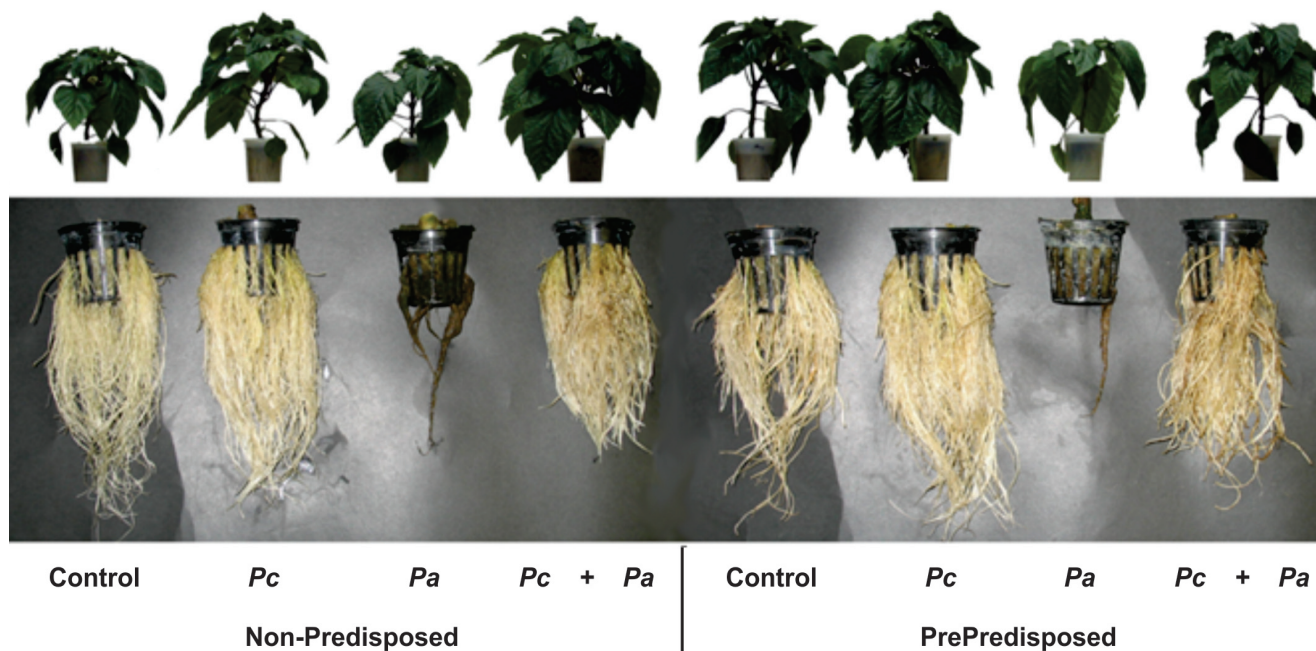 Control Pc Pa Pc + Pa Control Pc Pa Pc + Pa
Non-Predisposed PrePredisposed